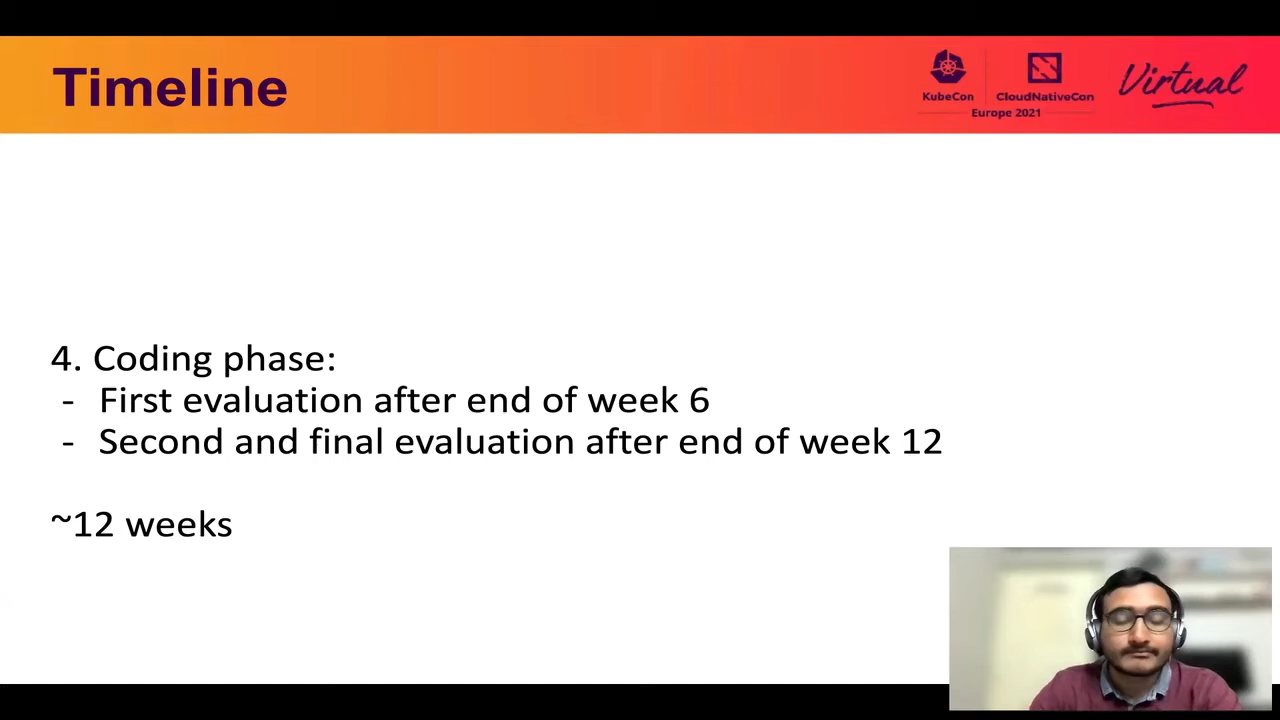 Timeline
KubeCon
CloudNativeCon
Europe 2021
Virtual
4. Coding phase:
- First evaluation after end of week 6
- Second and final evaluation after end of week 12
~12 weeks